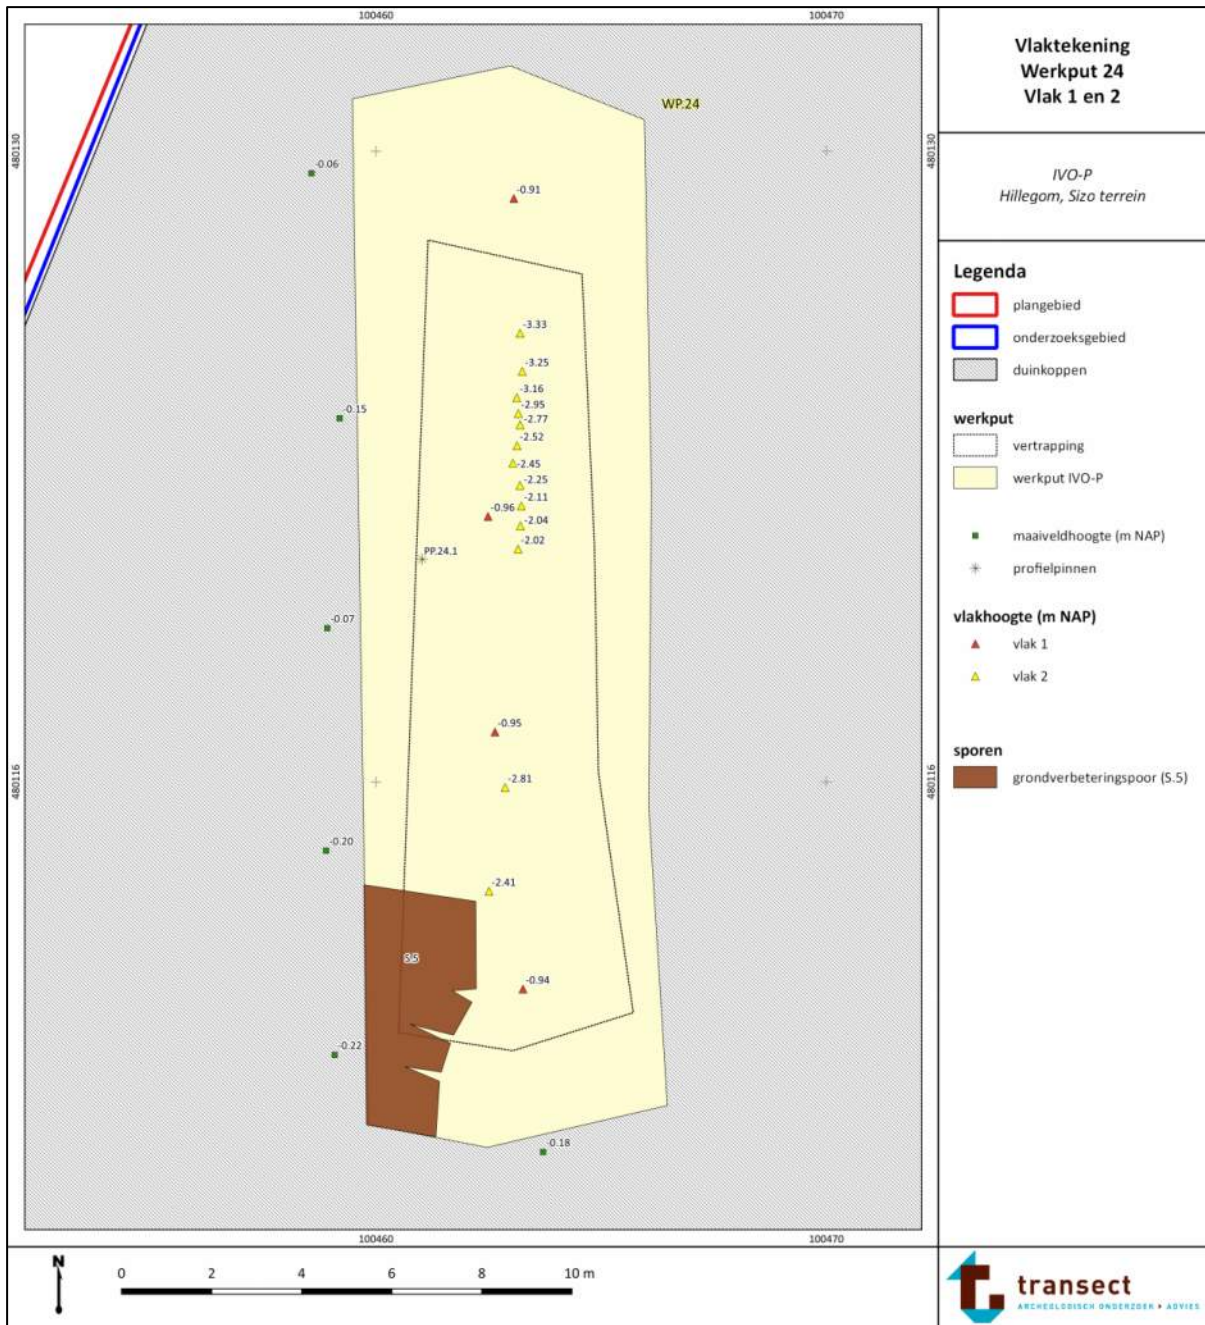 100460
100470
480130
480130
WP.24
-0.06
-0.91
-3.33
-3.25
-3.16
-2.95
-2.77
-2.52
-2.45
-2.25
-2.11
-2.04
-2.02
-0.15
-0.96
PP.24.1
-0.07
-0.95
480116
480116
-2.81
-0.20
-2.41
S.5
-0.94
-0.22
-0.18
100460
100470
Vlaktekening
Werkput 24
Vlak 1 en 2
IVO-P
Hillegom, Sizo terrein
Legenda
plangebied
onderzoeksgebied
duinkoppen
werkput
vertrapping
werkput IVO-P
maaiveldhoogte (m NAP)
profielpinnen
vlakhoogte (m NAP)
vlak 1
vlak 2
sporen
grondverbeteringspoor (S.5)
N
0 2 4 6 8 10 m
transect
ARCHEOLOGISCH ONDERZOEK ▸ ADVIES